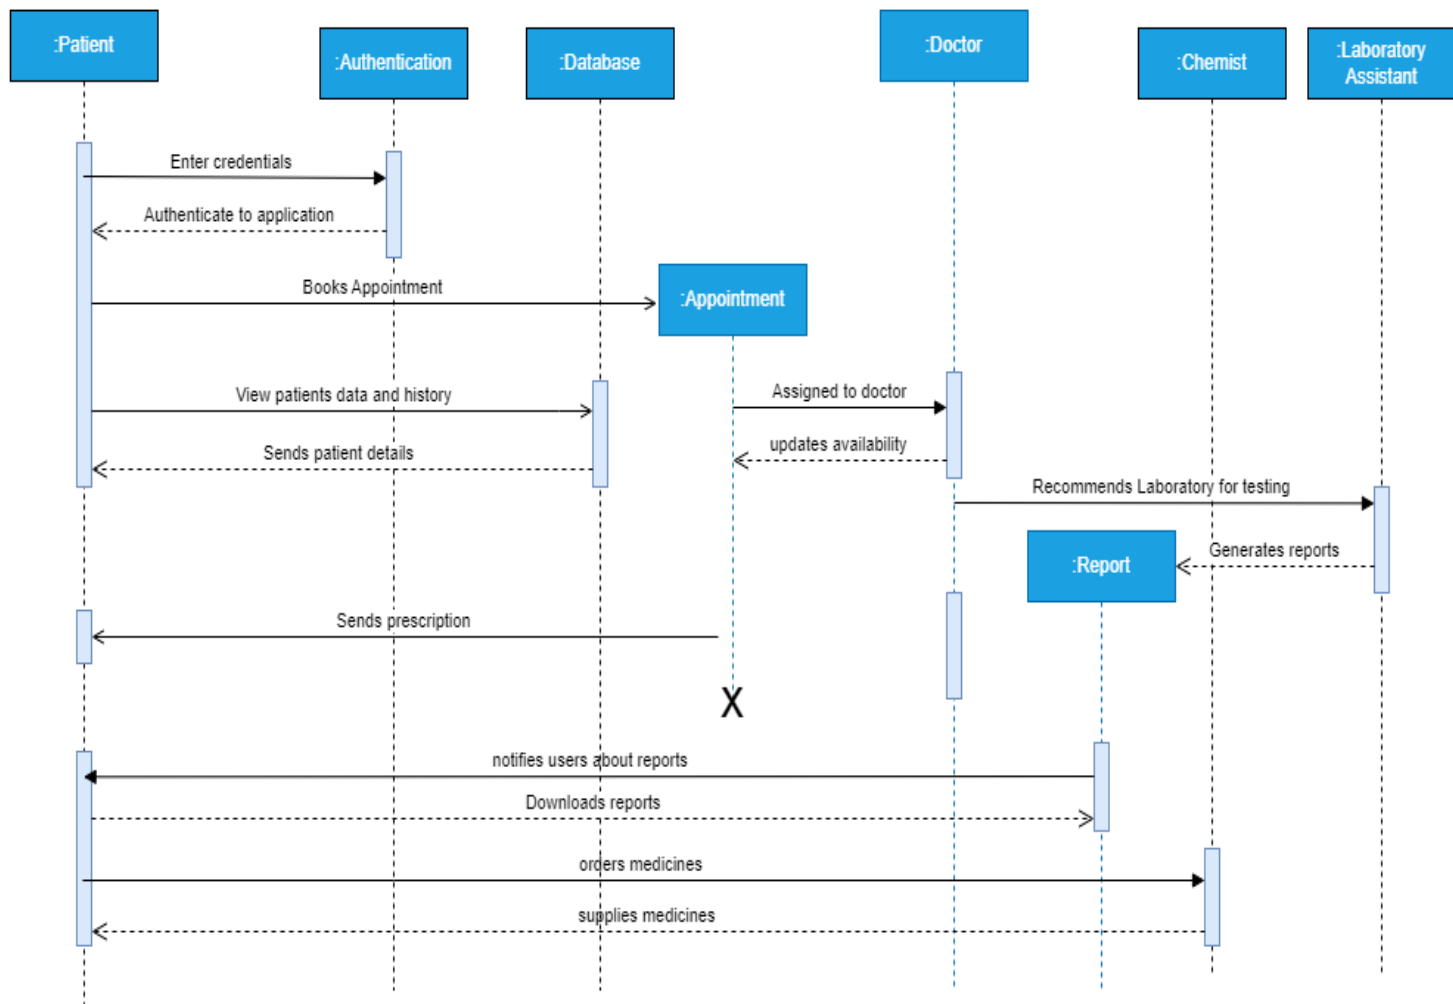 :Patient
:Authentication
:Database
:Doctor
:Chemist
:Laboratory
Assistant
Enter credentials
Authenticate to application
Books Appointment
:Appointment
View patients data and history
Assigned to doctor
Sends patient details
updates availability
Recommends Laboratory for testing
Generates reports
:Report
Sends prescription
X
notifies users about reports
Downloads reports
orders medicines
supplies medicines